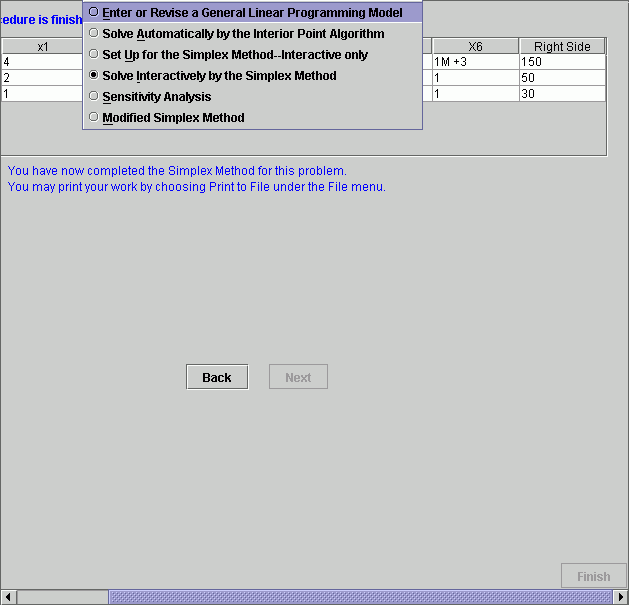 Enter or Revise a General Linear Programming Model
edure is finish
Solve Automatically by the Interior Point Algorithm
x1 X6 Right Side
Set Up for the Simplex Method--Interactive only
4 1M +3 150
Solve Interactively by the Simplex Method
2 1 50
Sensitivity Analysis
1 1 30
Modified Simplex Method
You have now completed the Simplex Method for this problem.
You may print your work by choosing Print to File under the File menu.
Back Next
Finish